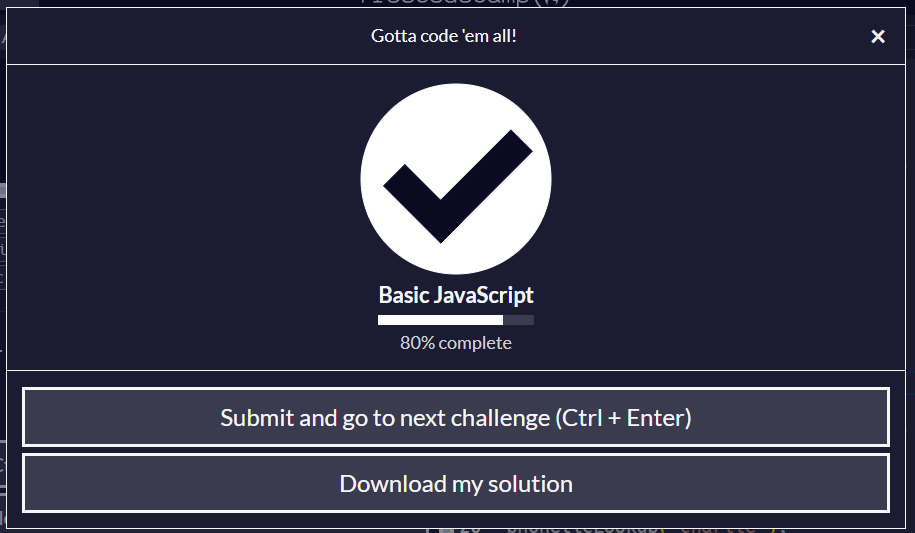 Gotta code 'em all!
×
Basic JavaScript
80% complete
Submit and go to next challenge (Ctrl + Enter)
Download my solution